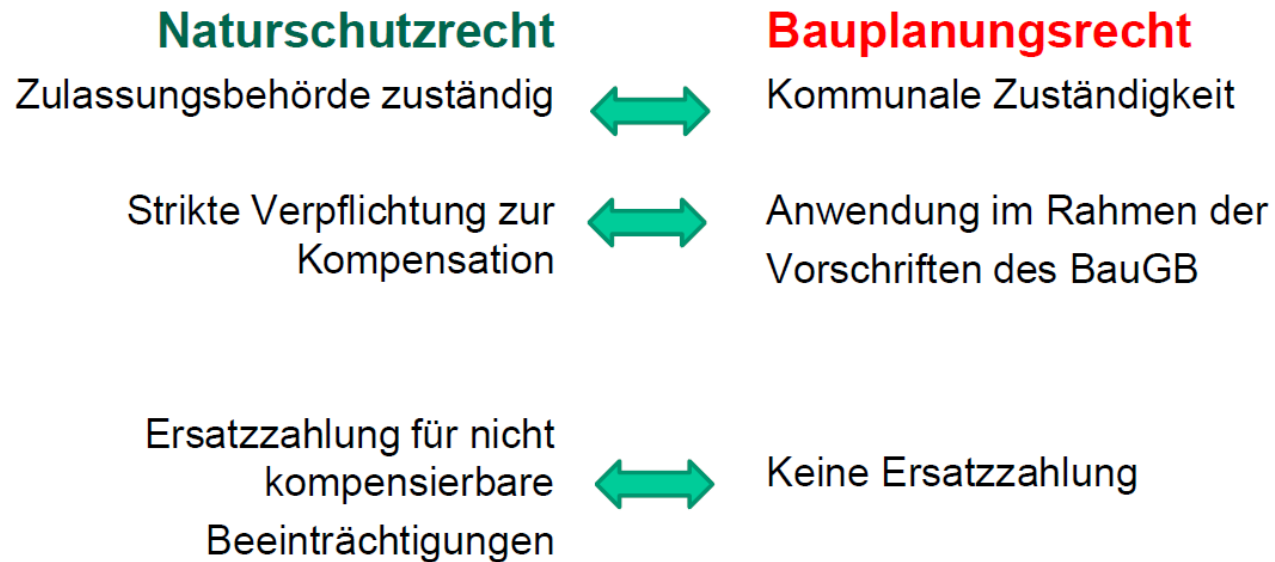 Naturschutzrecht
Bauplanungsrecht
Zulassungsbehörde zuständig
Kommunale Zuständigkeit
Strikte Verpflichtung zur
Kompensation
Anwendung im Rahmen der
Vorschriften des BauGB
Ersatzzahlung für nicht
kompensierbare
Beeinträchtigungen
Keine Ersatzzahlung